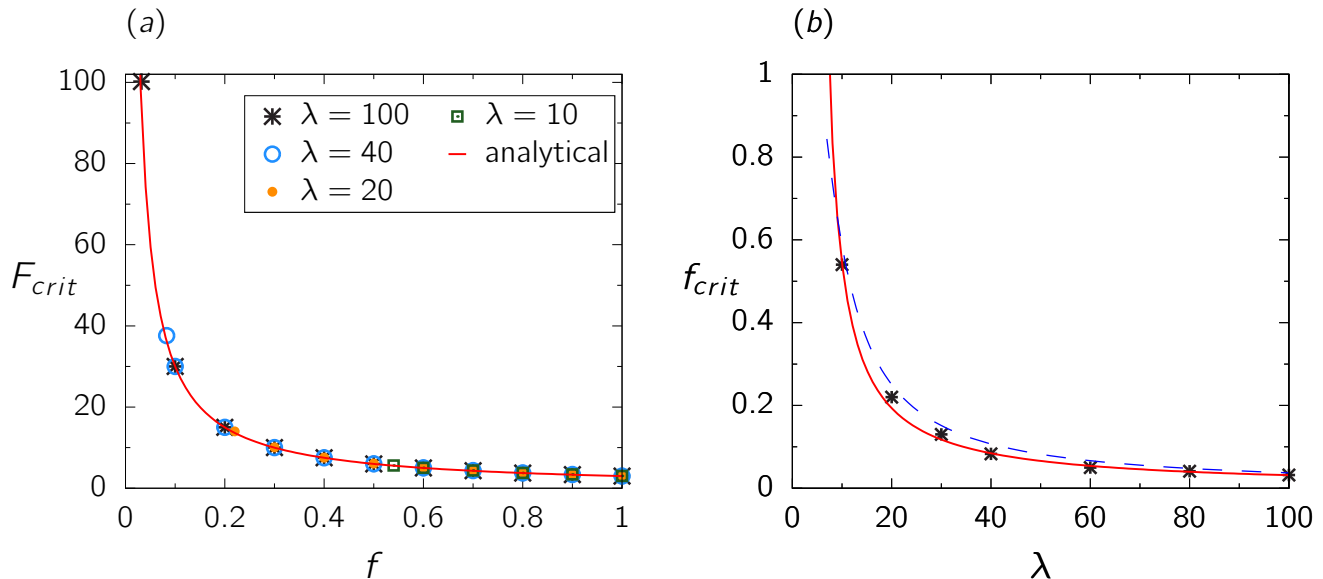 (a)
100
80
60
40
20
0
F_crit
λ = 100
λ = 10
λ = 40
analytical
λ = 20
0 0.2 0.4 0.6 0.8 1
f
(b)
1
0.8
0.6
0.4
0.2
0
f_crit
0 20 40 60 80 100
λ